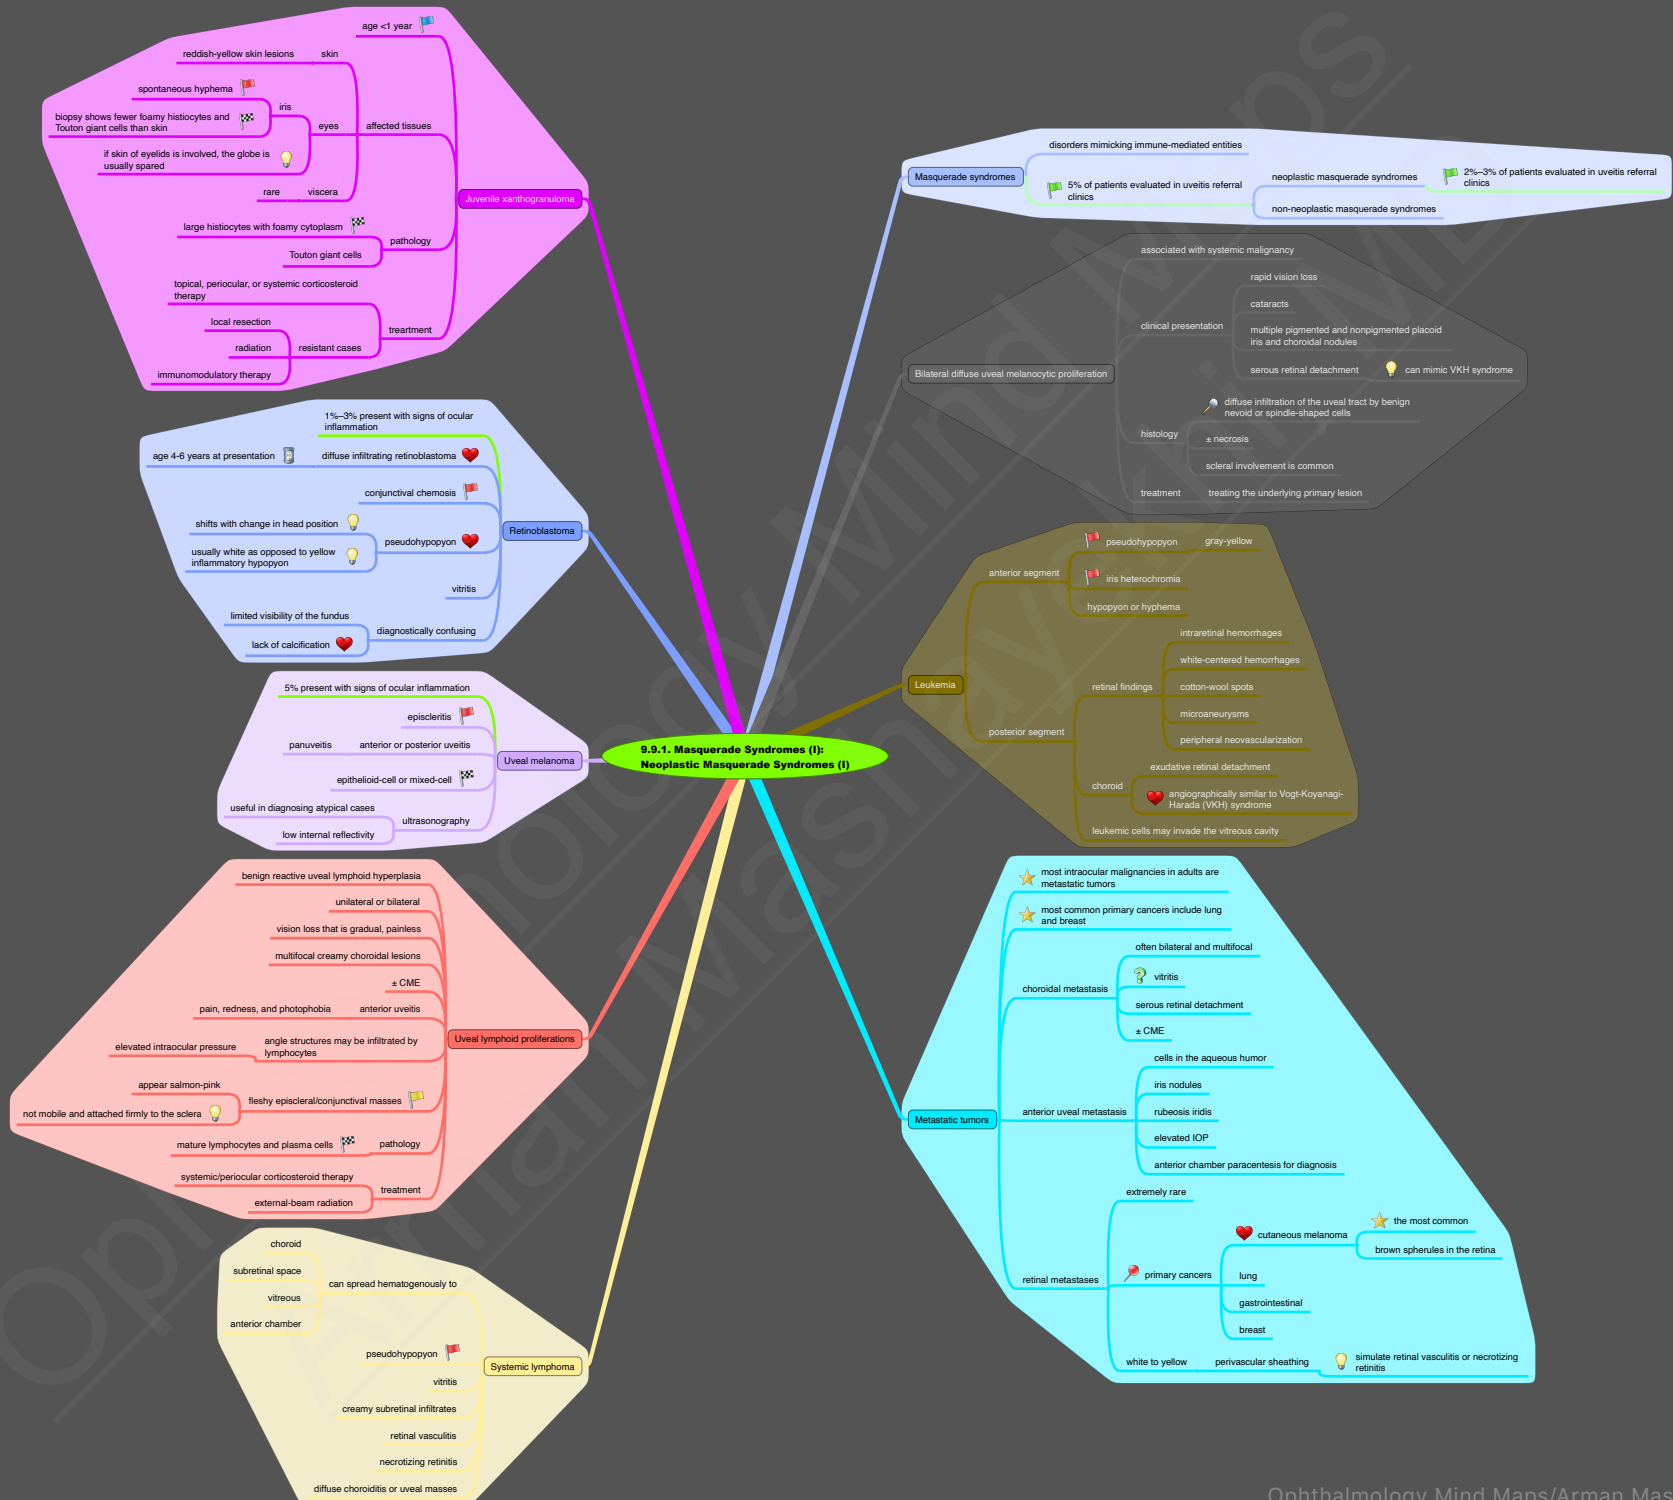 9.9.1. Masquerade Syndromes (I):
Neoplastic Masquerade Syndromes (I)
Masquerade syndromes
disorders mimicking immune-mediated entities
5% of patients evaluated in uveitis referral
clinics
neoplastic masquerade syndromes
2%–3% of patients evaluated in uveitis referral
clinics
non-neoplastic masquerade syndromes
Bilateral diffuse uveal melanocytic proliferation
associated with systemic malignancy
clinical presentation
rapid vision loss
cataracts
multiple pigmented and nonpigmented placoid
iris and choroidal nodules
serous retinal detachment
can mimic VKH syndrome
histology
diffuse infiltration of the uveal tract by benign
nevoid or spindle-shaped cells
± necrosis
scleral involvement is common
treatment
treating the underlying primary lesion
Leukemia
anterior segment
pseudohypopyon
gray-yellow
iris heterochromia
hypopyon or hyphema
posterior segment
retinal findings
intraretinal hemorrhages
white-centered hemorrhages
cotton-wool spots
microaneurysms
peripheral neovascularization
choroid
exudative retinal detachment
angiographically similar to Vogt-Koyanagi-
Harada (VKH) syndrome
leukemic cells may invade the vitreous cavity
Metastatic tumors
most intraocular malignancies in adults are
metastatic tumors
most common primary cancers include lung
and breast
choroidal metastasis
often bilateral and multifocal
vitritis
serous retinal detachment
± CME
anterior uveal metastasis
cells in the aqueous humor
iris nodules
rubeosis iridis
elevated IOP
anterior chamber paracentesis for diagnosis
retinal metastases
extremely rare
primary cancers
cutaneous melanoma
the most common
brown spherules in the retina
lung
gastrointestinal
breast
white to yellow
perivascular sheathing
simulate retinal vasculitis or necrotizing
retinitis
Juvenile xanthogranuloma
age <1 year
affected tissues
skin
reddish-yellow skin lesions
eyes
iris
spontaneous hyphema
biopsy shows fewer foamy histiocytes and
Touton giant cells than skin
if skin of eyelids is involved, the globe is
usually spared
viscera
rare
pathology
large histiocytes with foamy cytoplasm
Touton giant cells
treartment
topical, periocular, or systemic corticosteroid
therapy
resistant cases
local resection
radiation
immunomodulatory therapy
Retinoblastoma
1%–3% present with signs of ocular
inflammation
diffuse infiltrating retinoblastoma
age 4-6 years at presentation
conjunctival chemosis
pseudohypopyon
shifts with change in head position
usually white as opposed to yellow
inflammatory hypopyon
vitritis
diagnostically confusing
limited visibility of the fundus
lack of calcification
Uveal melanoma
5% present with signs of ocular inflammation
episcleritis
anterior or posterior uveitis
panuveitis
epithelioid-cell or mixed-cell
ultrasonography
useful in diagnosing atypical cases
low internal reflectivity
Uveal lymphoid proliferations
benign reactive uveal lymphoid hyperplasia
unilateral or bilateral
vision loss that is gradual, painless
multifocal creamy choroidal lesions
± CME
anterior uveitis
pain, redness, and photophobia
angle structures may be infiltrated by
lymphocytes
elevated intraocular pressure
fleshy episcleral/conjunctival masses
appear salmon-pink
not mobile and attached firmly to the sclera
pathology
mature lymphocytes and plasma cells
treatment
systemic/periocular corticosteroid therapy
external-beam radiation
Systemic lymphoma
can spread hematogenously to
choroid
subretinal space
vitreous
anterior chamber
pseudohypopyon
vitritis
creamy subretinal infiltrates
retinal vasculitis
necrotizing retinitis
diffuse choroiditis or uveal masses
Ophthalmology Mind Maps/Arman Mas